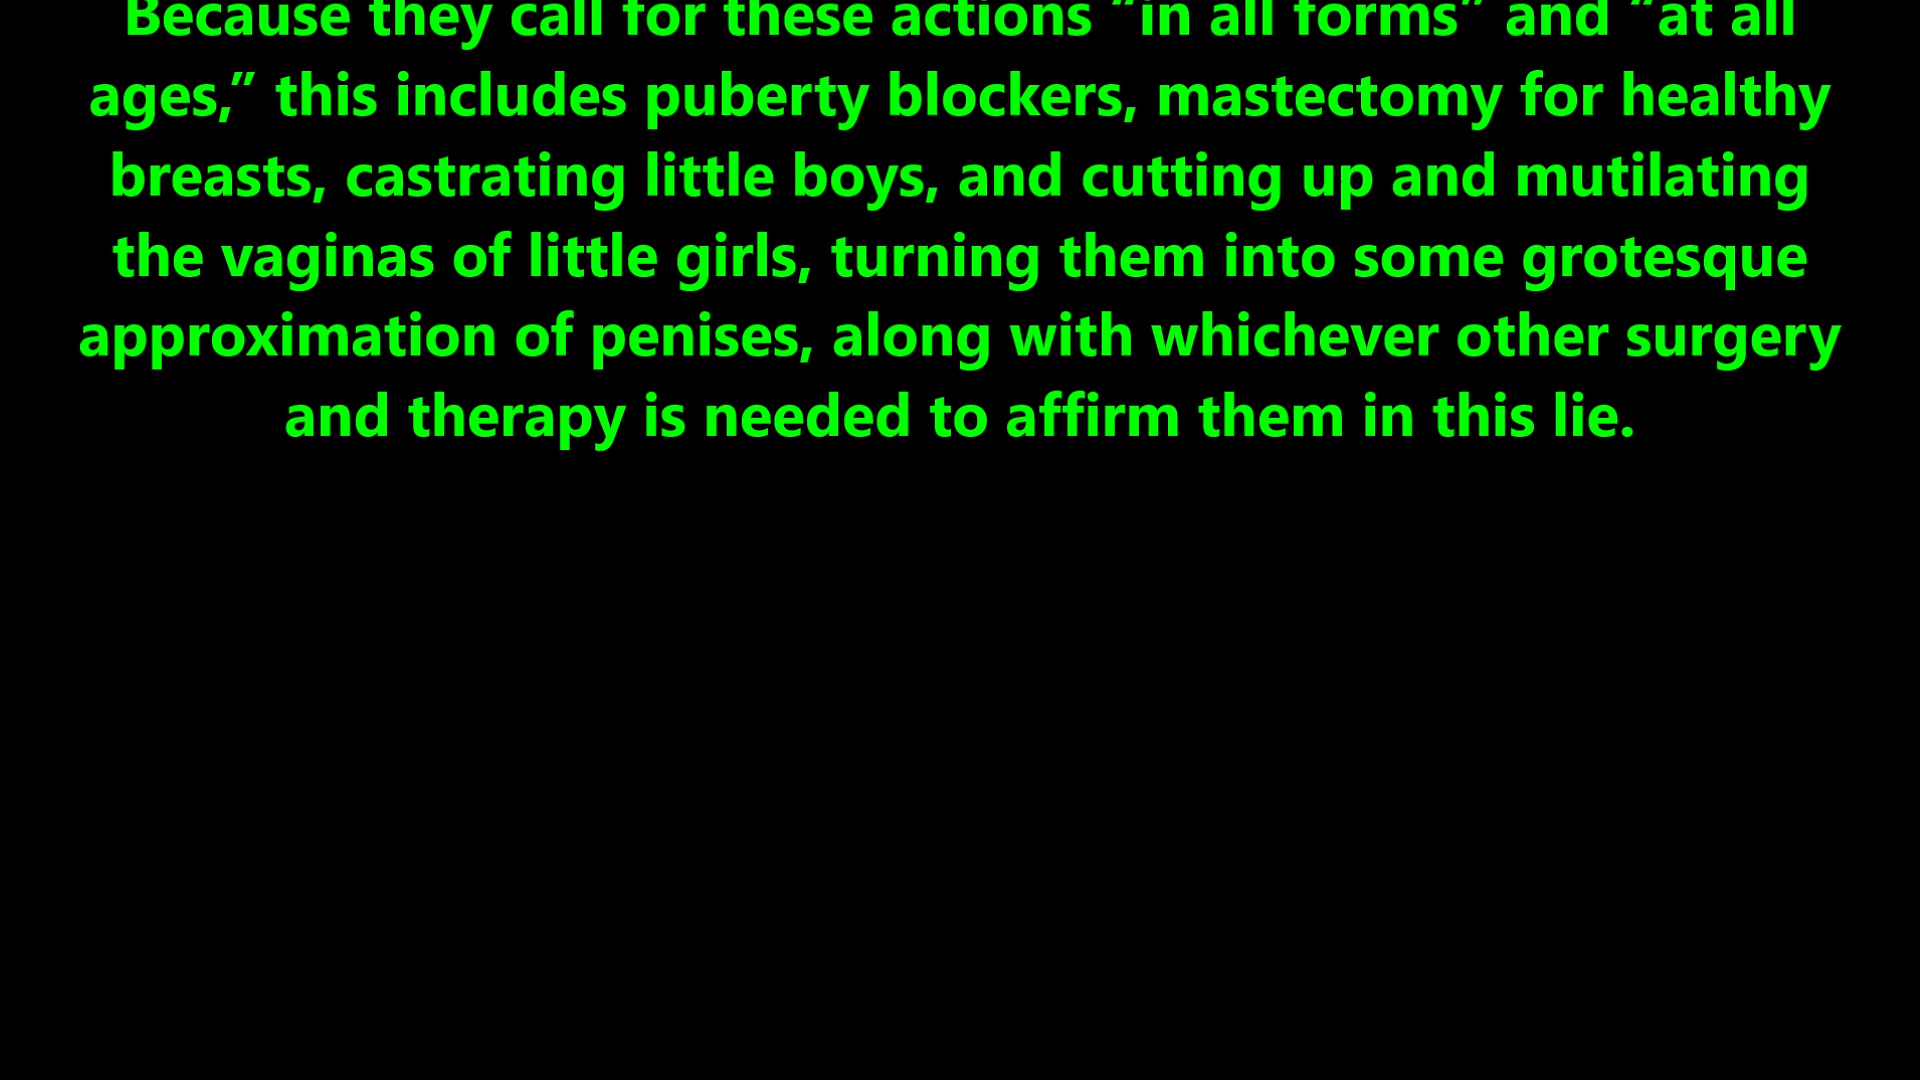 Because they call for these actions “in all forms” and “at all
ages,” this includes puberty blockers, mastectomy for healthy
breasts, castrating little boys, and cutting up and mutilating
the vaginas of little girls, turning them into some grotesque
approximation of penises, along with whichever other surgery
and therapy is needed to affirm them in this lie.